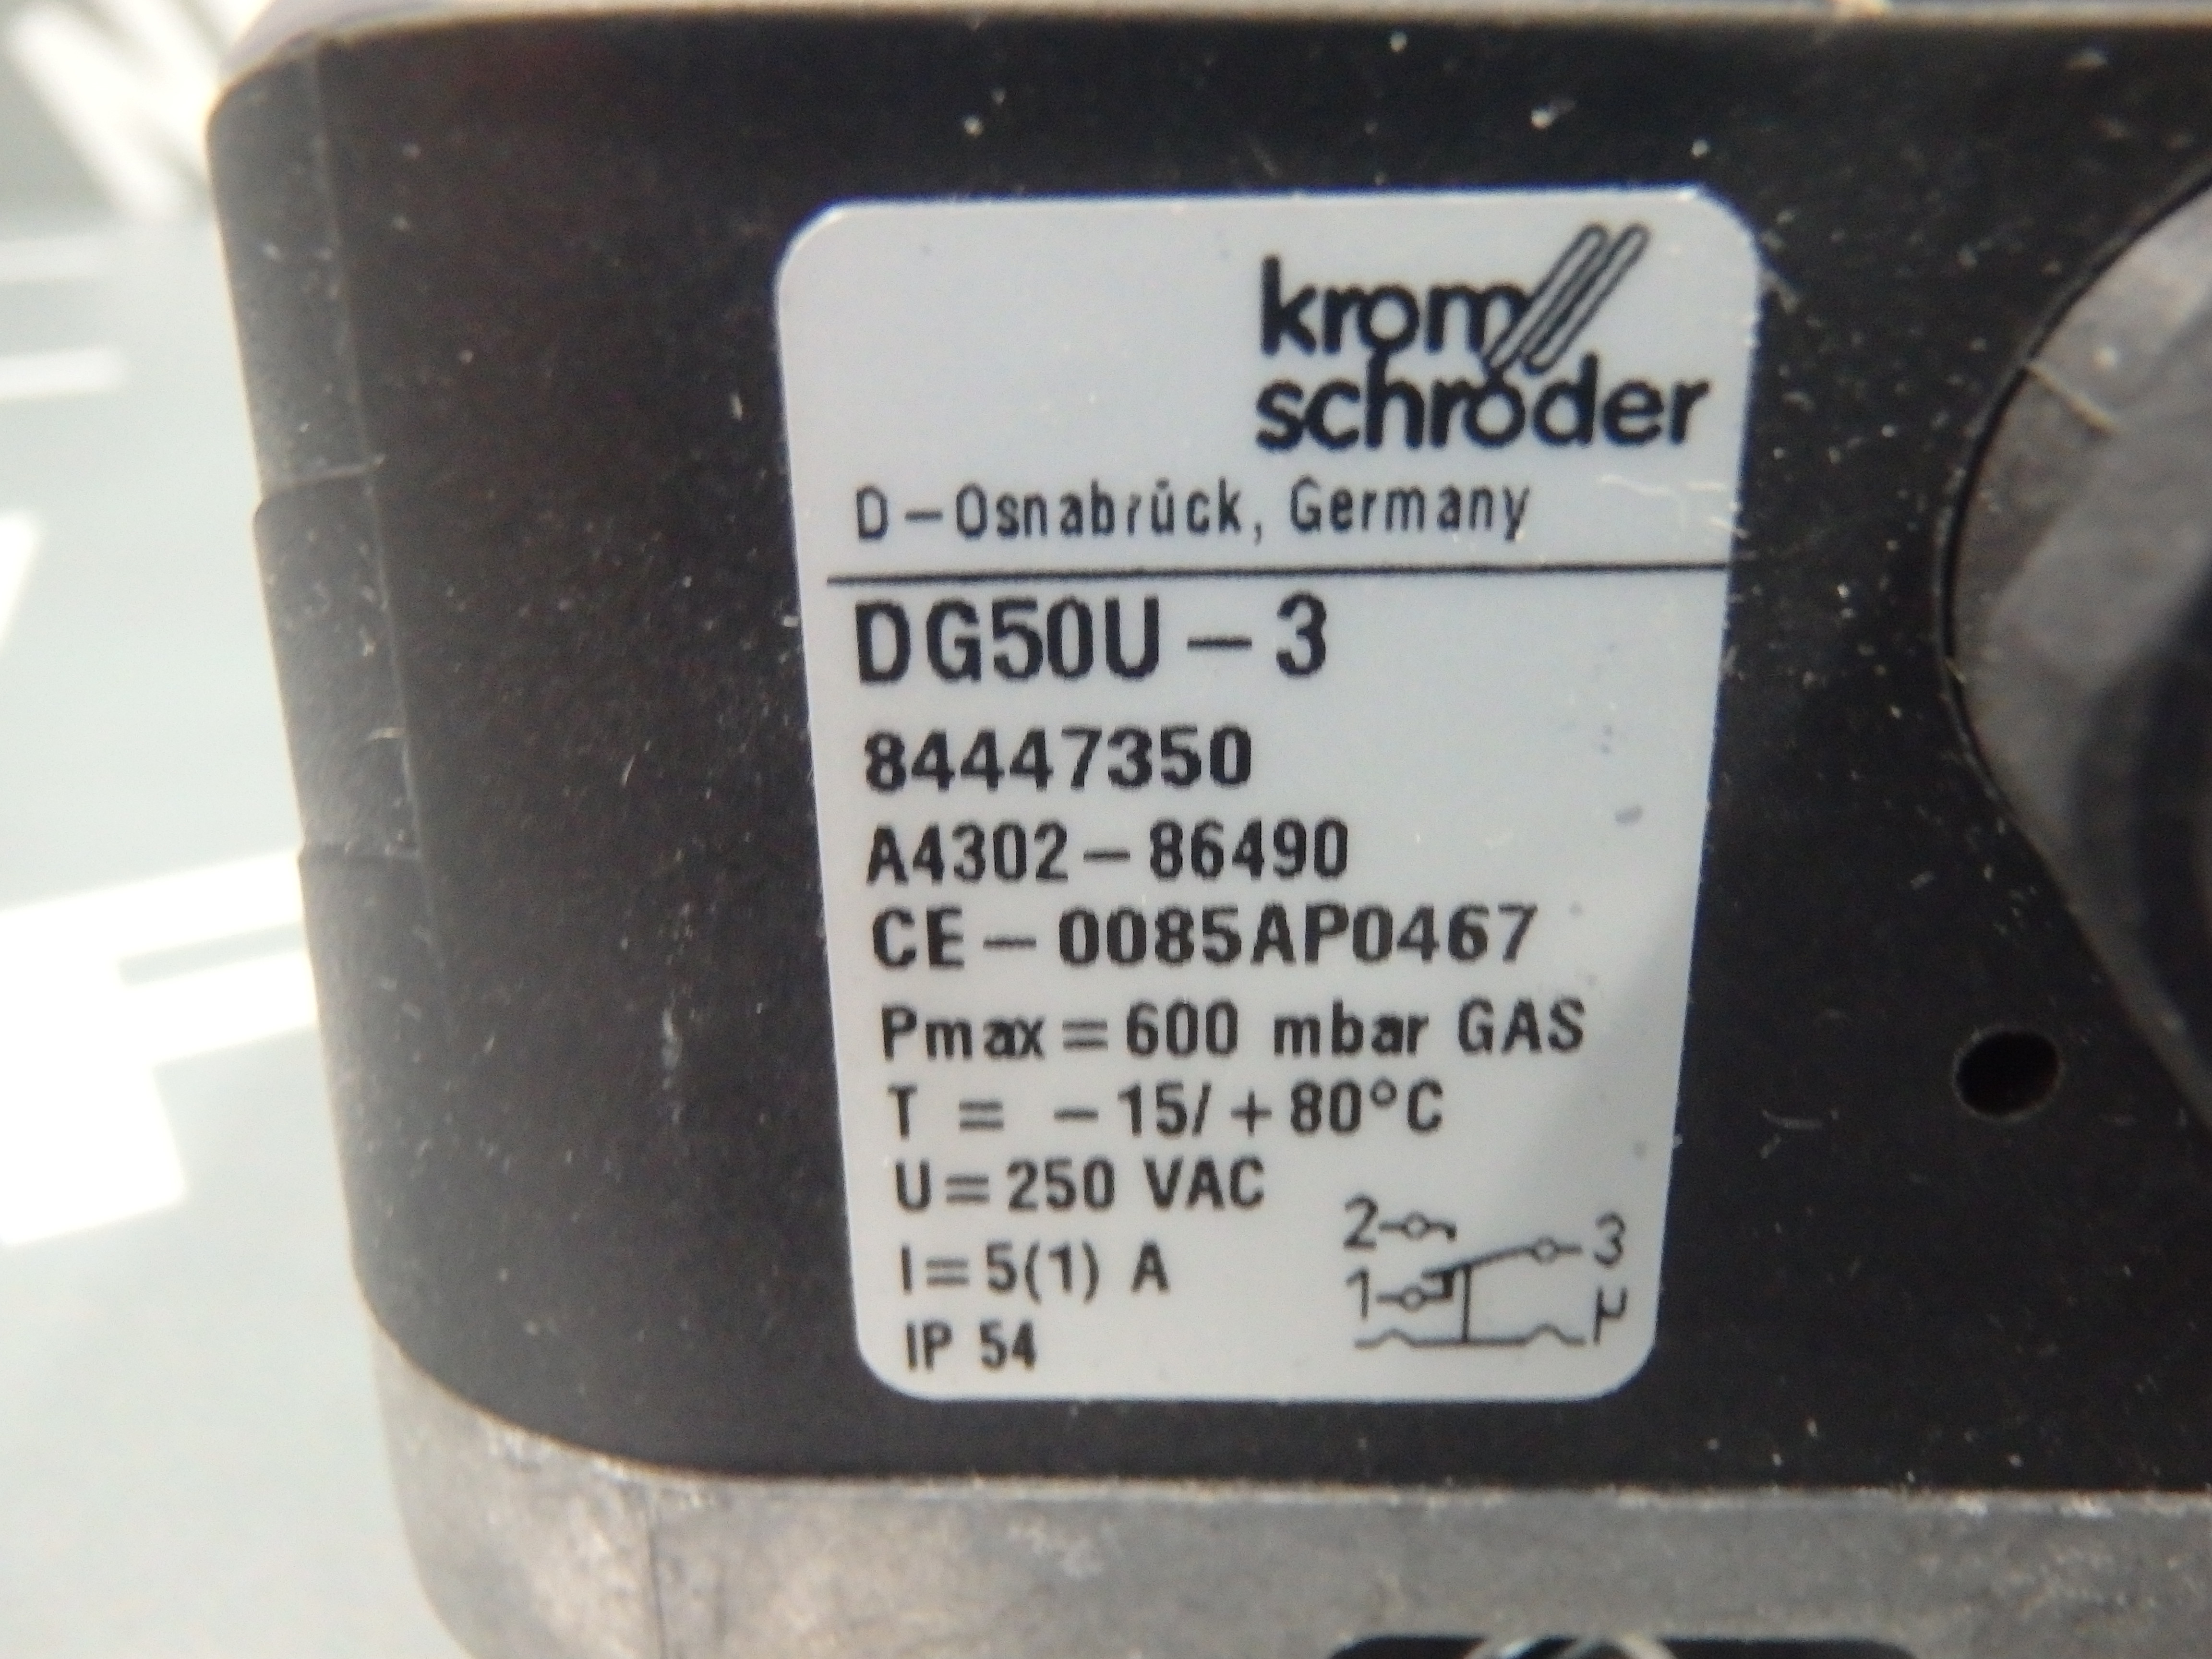 krom
schröder
D-Osnabrück, Germany
DG50U-3
84447350
A4302-86490
CE-0085AP0467
Pmax=600 mbar GAS
T = -15/+80°C
U=250 VAC
I=5(1) A
IP 54
2
3
1